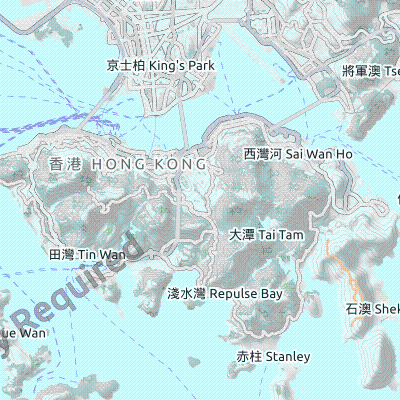 京士柏 King's Park
將軍澳 Tse
西灣河 Sai Wan Ho
香港 HONG KONG
大潭 Tai Tam
田灣 Tin Wan
Required
淺水灣 Repulse Bay
石澳 Shek
ue Wan
赤柱 Stanley